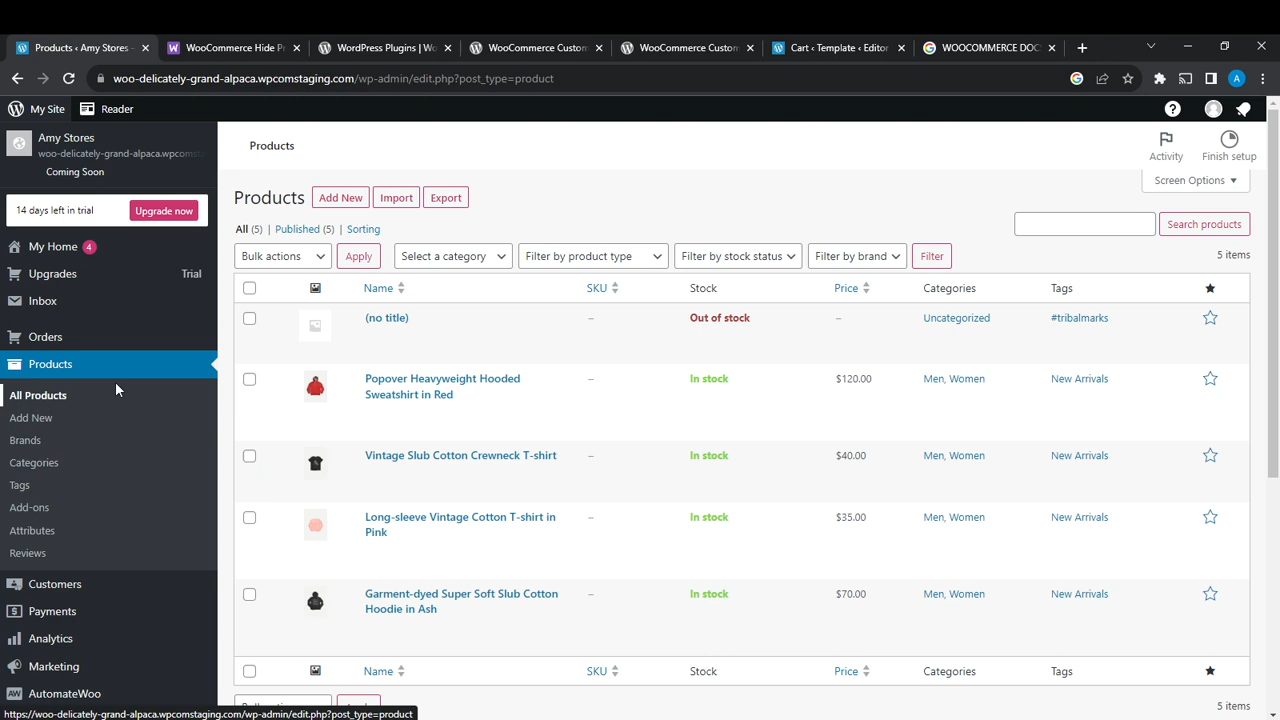 Products ‹ Amy Stores -
WooCommerce Hide Pr
WordPress Plugins | Wo
WooCommerce Custom
WooCommerce Custom
Cart ‹ Template ‹ Editor
WOOCOMMERCE DOC
woo-delicately-grand-alpaca.wpcomstaging.com/wp-admin/edit.php?post_type=product
A
My Site
Reader
Amy Stores
woo-delicately-grand-alpaca.wpcomst
Coming Soon
14 days left in trial
Upgrade now
My Home 4
Upgrades Trial
Inbox
Orders
Products
All Products
Add New
Brands
Categories
Tags
Add-ons
Attributes
Reviews
Customers
Payments
Analytics
Marketing
AW AutomateWoo
https://woo-delicately-grand-alpaca.wpcomstaging.com/wp-admin/edit.php?post_type=product
Products
Activity
Finish setup
Screen Options
Products Add New Import Export
All (5) | Published (5) | Sorting
Search products
Bulk actions Apply Select a category Filter by product type Filter by stock status Filter by brand Filter
5 items
Name SKU Stock Price Categories Tags
(no title) – Out of stock – Uncategorized #tribalmarks
Popover Heavyweight Hooded
Sweatshirt in Red
– In stock $120.00 Men, Women New Arrivals
Vintage Slub Cotton Crewneck T-shirt – In stock $40.00 Men, Women New Arrivals
Long-sleeve Vintage Cotton T-shirt in
Pink
– In stock $35.00 Men, Women New Arrivals
Garment-dyed Super Soft Slub Cotton
Hoodie in Ash
– In stock $70.00 Men, Women New Arrivals
Name SKU Stock Price Categories Tags
5 items